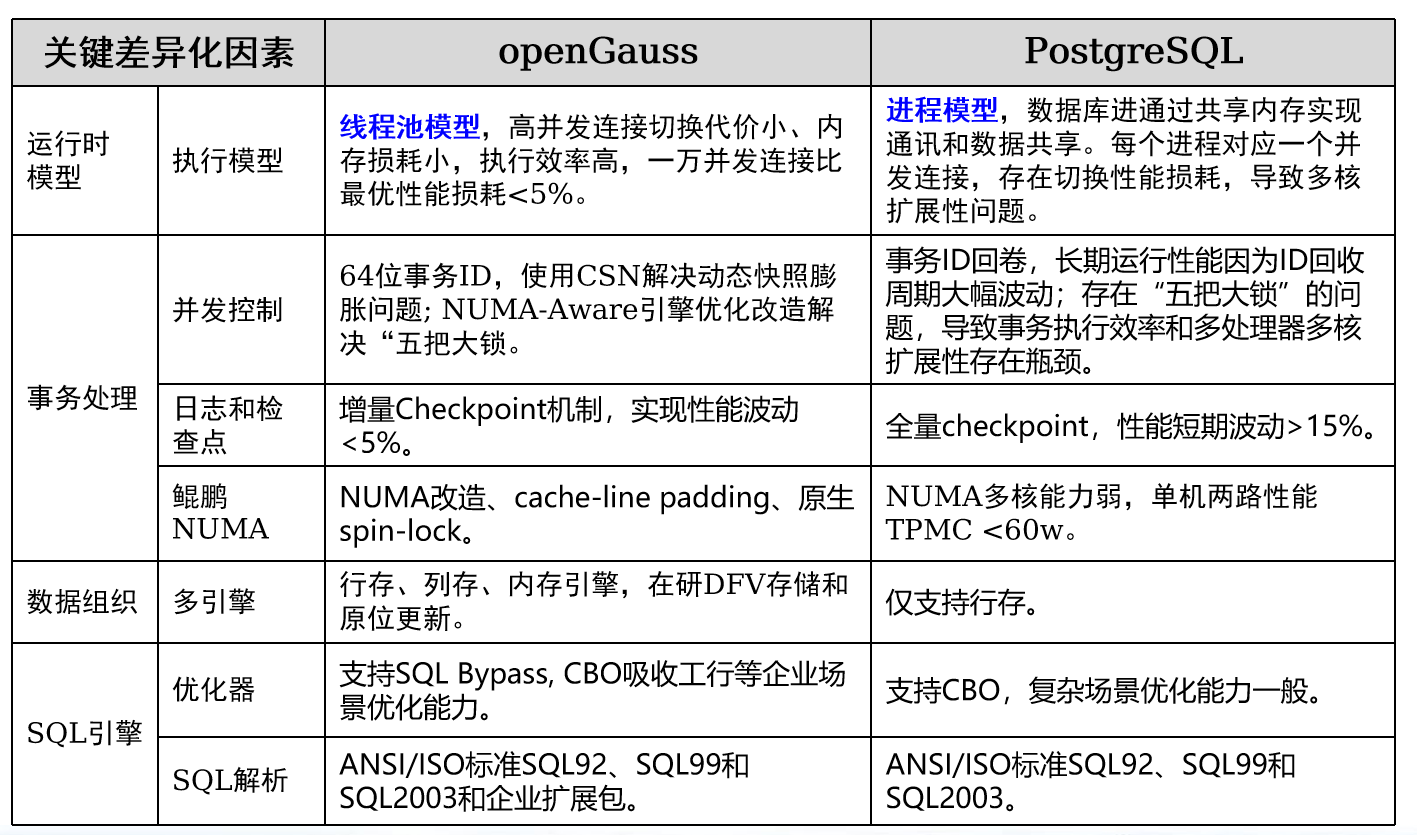 关键差异化因素
openGauss
PostgreSQL
运行时
模型
执行模型
线程池模型，高并发连接切换代价小、内
存损耗小，执行效率高，一万并发连接比
最优性能损耗<5%。
进程模型，数据库进通过共享内存实现
通讯和数据共享。每个进程对应一个并
发连接，存在切换性能损耗，导致多核
扩展性问题。
事务处理
并发控制
64位事务ID，使用CSN解决动态快照膨
胀问题; NUMA-Aware引擎优化改造解
决“五把大锁。
事务ID回卷，长期运行性能因为ID回收
周期大幅波动；存在“五把大锁”的问
题，导致事务执行效率和多处理器多核
扩展性存在瓶颈。
日志和检
查点
增量Checkpoint机制，实现性能波动
<5%。
全量checkpoint，性能短期波动>15%。
鲲鹏
NUMA
NUMA改造、cache-line padding、原生
spin-lock。
NUMA多核能力弱，单机两路性能
TPMC <60w。
数据组织
多引擎
行存、列存、内存引擎，在研DFV存储和
原位更新。
仅支持行存。
SQL引擎
优化器
支持SQL Bypass, CBO吸收工行等企业场
景优化能力。
支持CBO，复杂场景优化能力一般。
SQL解析
ANSI/ISO标准SQL92、SQL99和
SQL2003和企业扩展包。
ANSI/ISO标准SQL92、SQL99和
SQL2003。